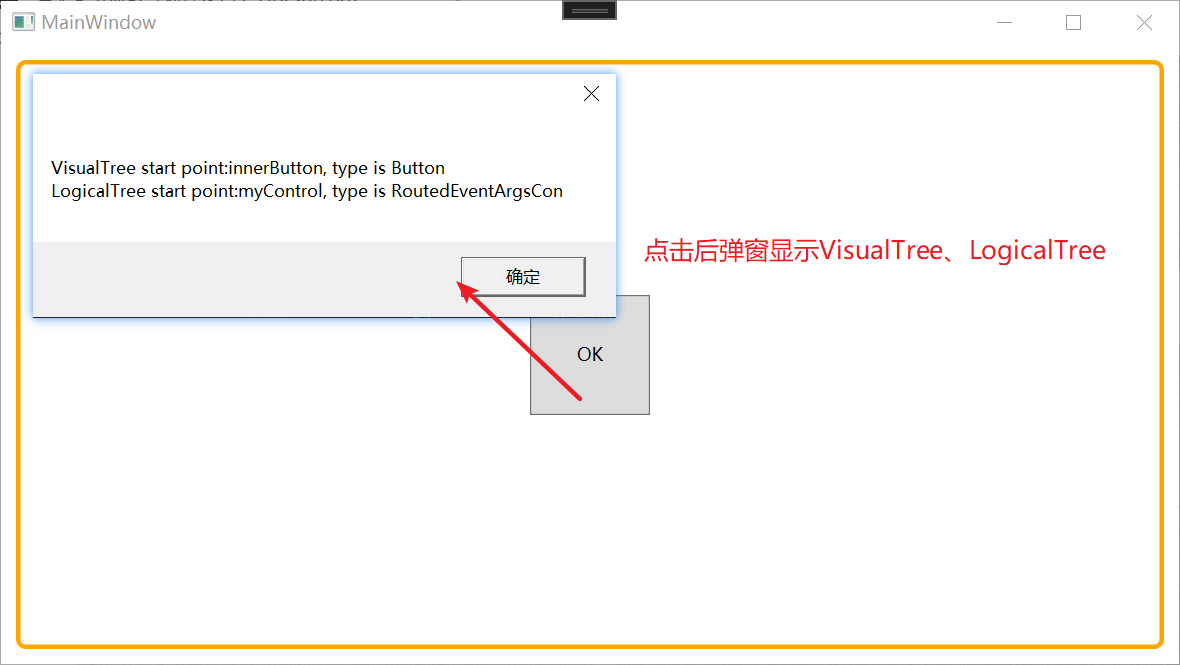 MainWindow
VisualTree start point:innerButton, type is Button
LogicalTree start point:myControl, type is RoutedEventArgsCon
点击后弹窗显示VisualTree、LogicalTree
确定
OK